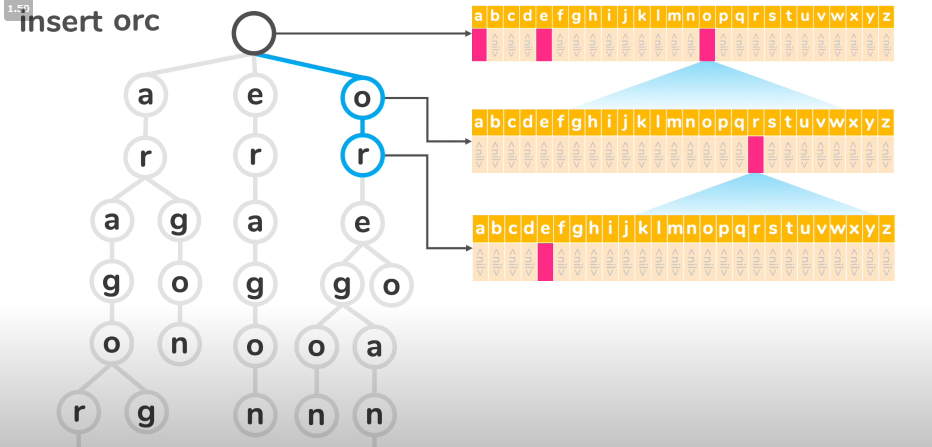 1.50
insert orc
a b c d e f g h i j k l m n o p q r s t u v w x y z
a e o
a b c d e f g h i j k l m n o p q r s t u v w x y z
r r r
a g a e
a b c d e f g h i j k l m n o p q r s t u v w x y z
g o g g o
o n o o a
r g n n n